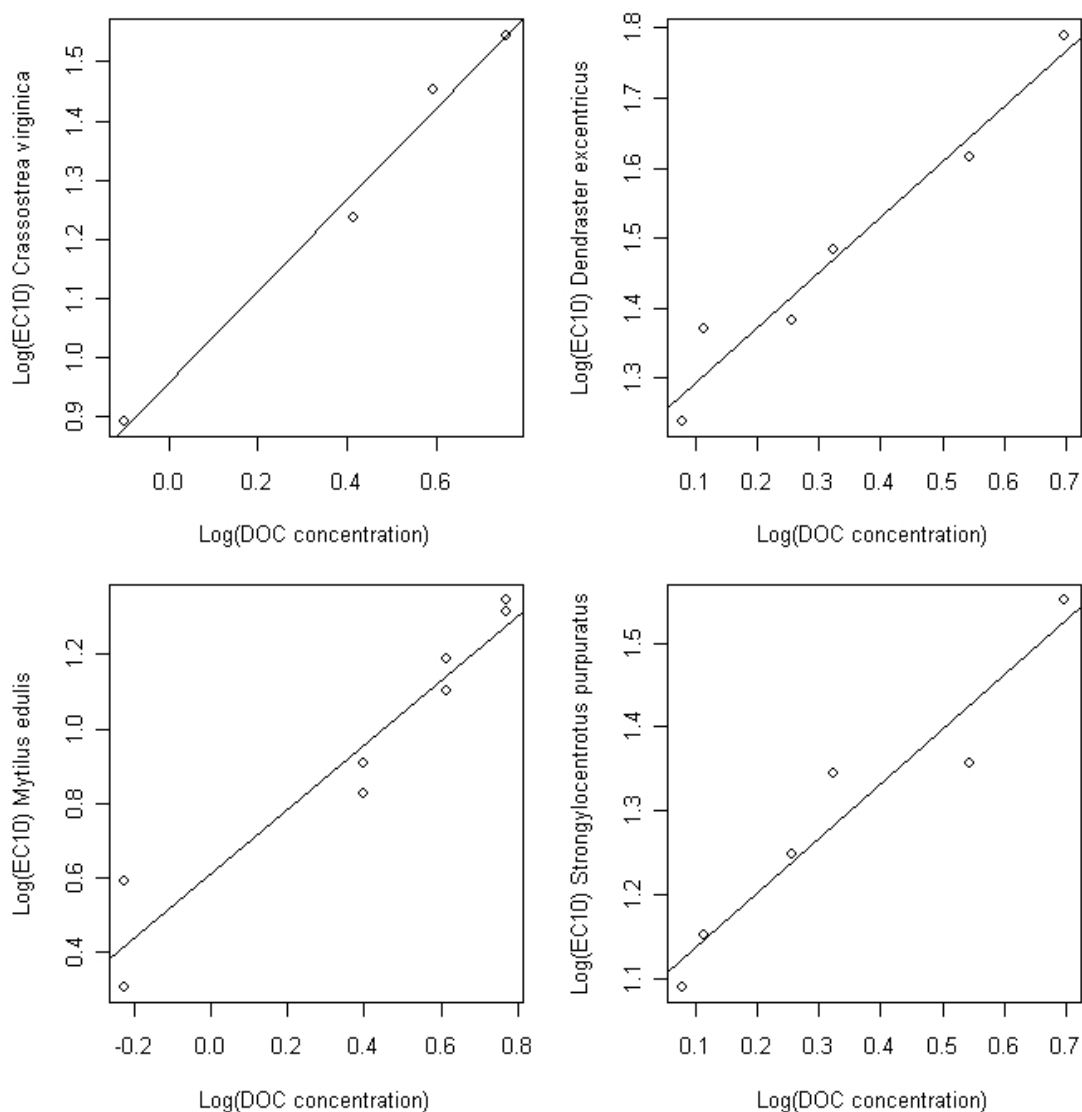 Log(EC10) Crassostrea virginica
1.5
1.4
1.3
1.2
1.1
1.0
0.9
0.0 0.4 0.6
Log(DOC concentration)
Log(EC10) Dendraster excentricus
1.8
1.7
1.6
1.5
1.4
1.3
0.1 0.2 0.3 0.4 0.5 0.6 0.7
Log(DOC concentration)
Log(EC10) Mytilus edulis
1.2
1.0
0.8
0.6
0.4
-0.2 0.0 0.4 0.6 0.8
Log(DOC concentration)
Log(EC10) Strongylocentrotus purpuratus
1.5
1.4
1.3
1.2
1.1
0.1 0.2 0.3 0.4 0.5 0.6 0.7
Log(DOC concentration)